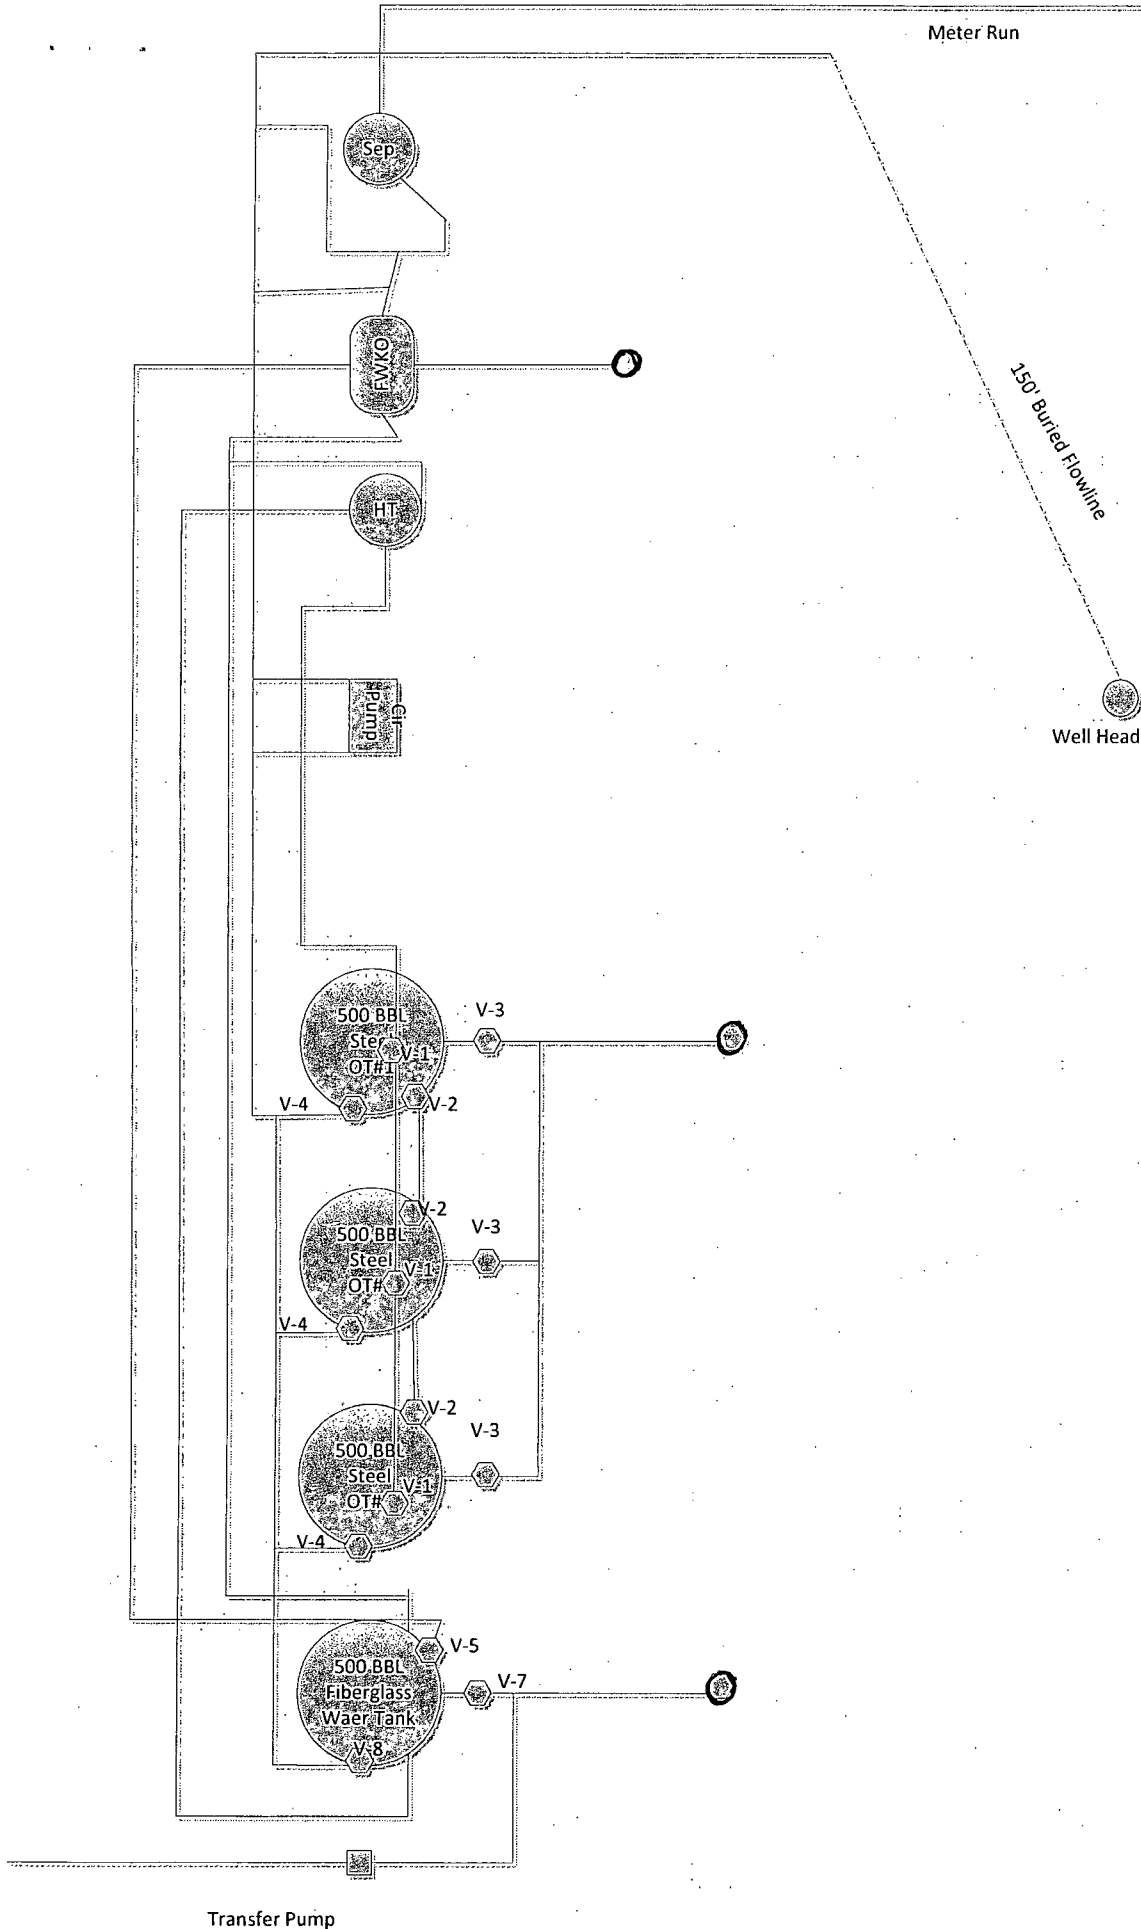 Meter Run
Sep
FWKO
150' Buried Flowline
HT
Cir
Pump
Well Head
500 BBL
Steel
OT#1
V-1
V-3
V-4
V-2
V-2
V-3
500 BBL
Steel
OT#
V-1
V-4
V-2
V-3
500 BBL
Steel
OT#
V-1
V-4
V-5
500 BBL
Fiberglass
Waer Tank
V-7
V-8
Transfer Pump